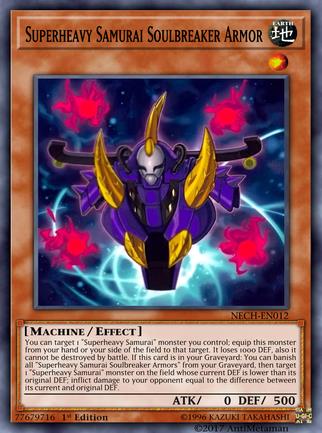 Superheavy Samurai Soulbreaker Armor
EARTH
地
NECH-EN012
[Machine / Effect]
You can target 1 "Superheavy Samurai" monster you control; equip this
monster from your hand or your side of the field to that target. It loses 1000 DEF, also it
cannot be destroyed by battle. If this card is in your Graveyard: You can banish
all "Superheavy Samurai Soulbreaker Armors" from your Graveyard, then target
1 "Superheavy Samurai" monster on the field whose current DEF is lower than its
original DEF; inflict damage to your opponent equal to the difference between
its current and original DEF.
ATK/ 0 DEF/ 0
77679716 1st Edition ©1996 KAZUKI TAKAHASHI
©2017 AntiMetaman